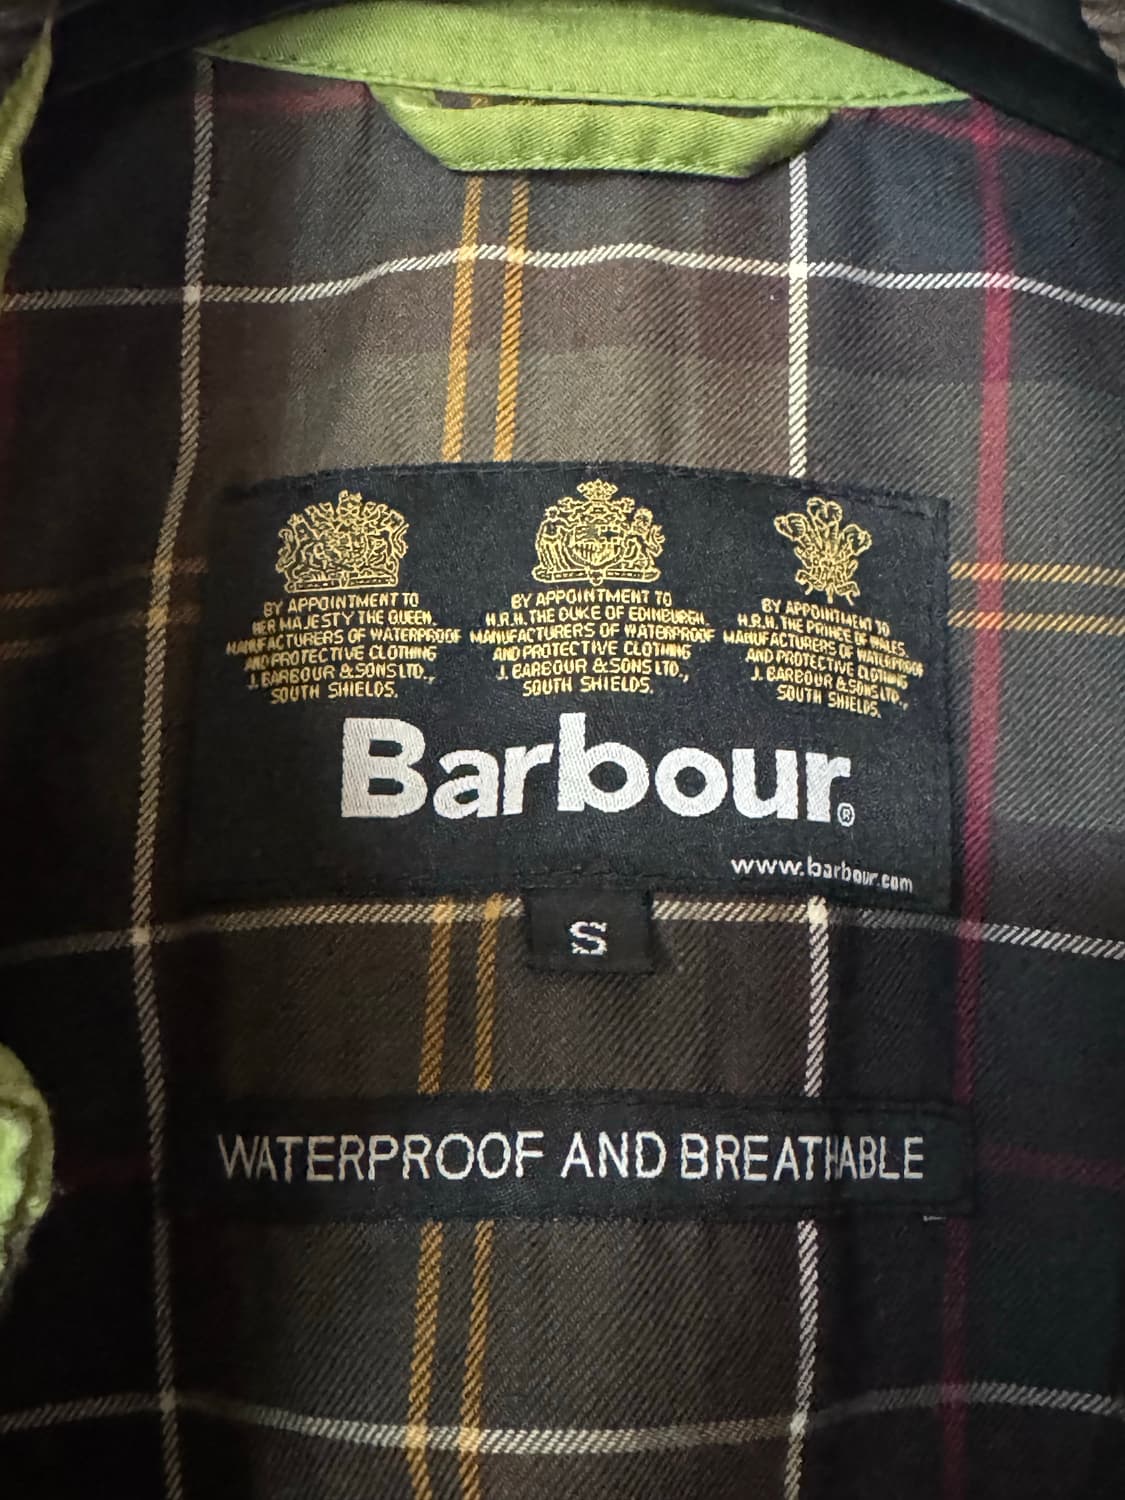 BY APPOINTMENT TO
HER MAJESTY THE QUEEN,
MANUFACTURERS OF WATERPROOF
AND PROTECTIVE CLOTHING
J. BARBOUR & SONS LTD.,
SOUTH SHIELDS.
BY APPOINTMENT TO
H.R.H. THE DUKE OF EDINBURGH,
MANUFACTURERS OF WATERPROOF
AND PROTECTIVE CLOTHING
J. BARBOUR & SONS LTD.,
SOUTH SHIELDS.
BY APPOINTMENT TO
H.R.H. THE PRINCE OF WALES,
MANUFACTURERS OF WATERPROOF
AND PROTECTIVE CLOTHING
J. BARBOUR & SONS LTD.,
SOUTH SHIELDS.
Barbour®
www.barbour.com
S
WATERPROOF AND BREATHABLE